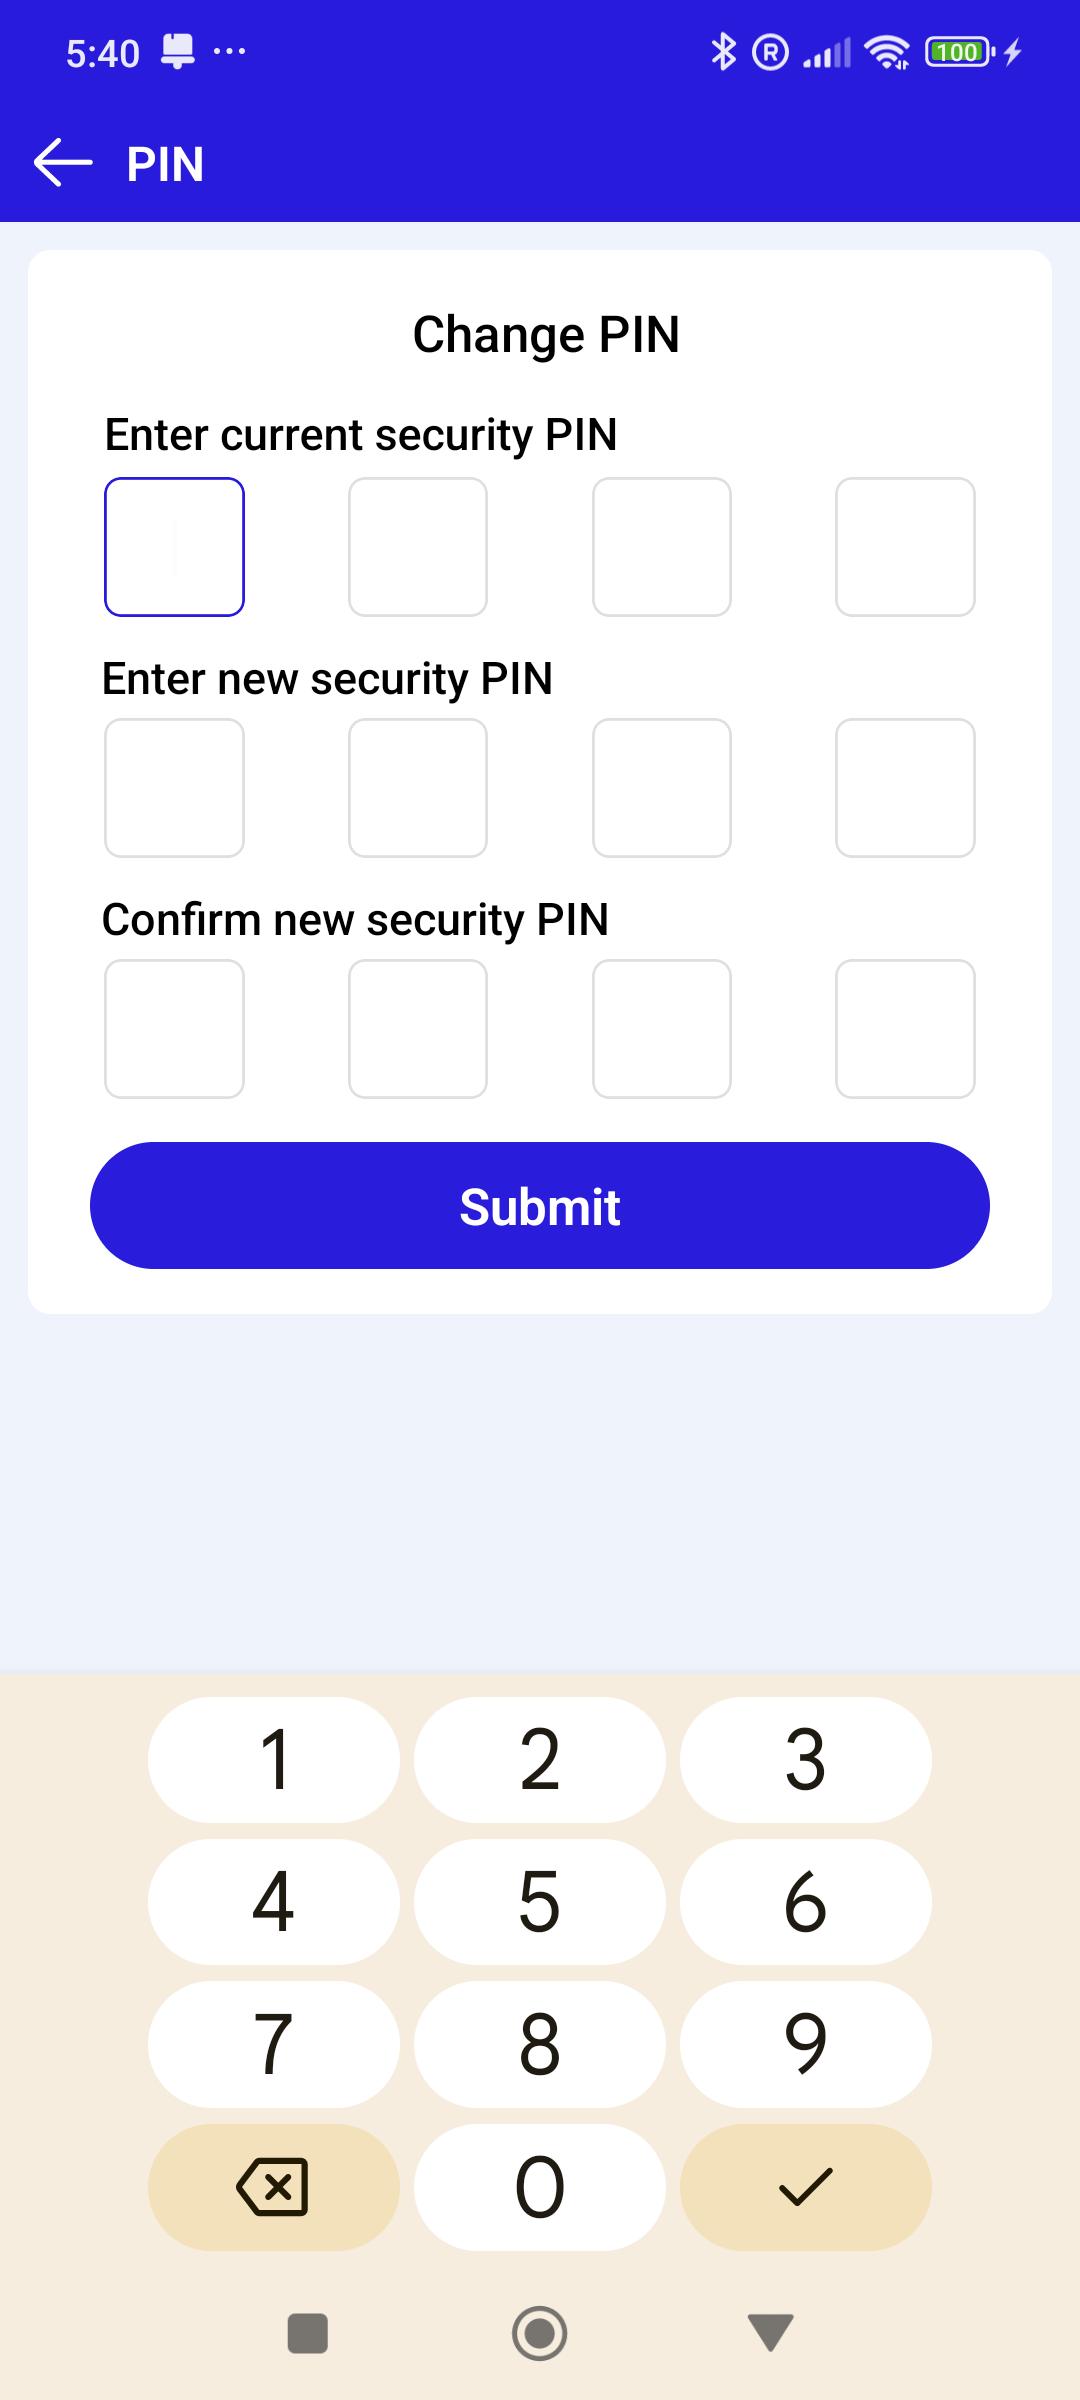 5:40 ... R 100
PIN
Change PIN
Enter current security PIN
Enter new security PIN
Confirm new security PIN
Submit
1 2 3
4 5 6
7 8 9
0